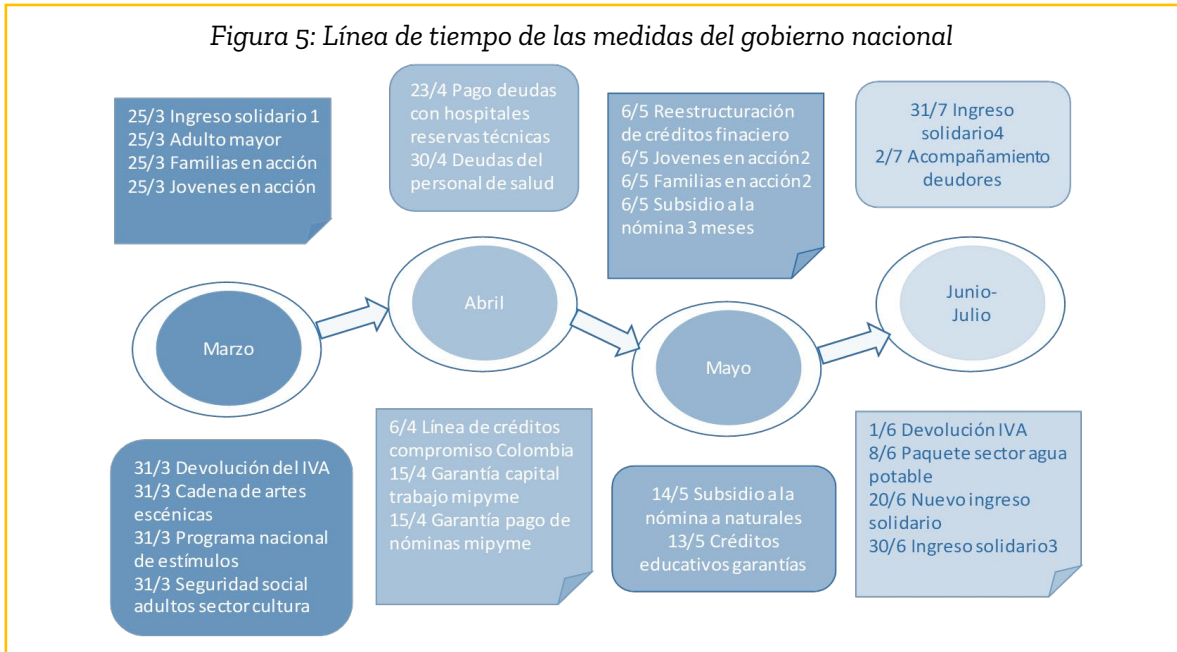 Figura 5: Línea de tiempo de las medidas del gobierno nacional
25/3 Ingreso solidario 1
25/3 Adulto mayor
25/3 Familias en acción
25/3 Jovenes en acción
23/4 Pago deudas
con hospitales
reservas técnicas
30/4 Deudas del
personal de salud
6/5 Reestructuración
de créditos finaciero
6/5 Jovenes en acción2
6/5 Familias en acción2
6/5 Subsidio a la
nómina 3 meses
31/7 Ingreso
solidario4
2/7 Acompañamiento
deudores
Marzo
Abril
Mayo
Junio-
Julio
31/3 Devolución del IVA
31/3 Cadena de artes
escénicas
31/3 Programa nacional
de estímulos
31/3 Seguridad social
adultos sector cultura
6/4 Línea de créditos
compromiso Colombia
15/4 Garantía capital
trabajo mipyme
15/4 Garantía pago de
nóminas mipyme
14/5 Subsidio a la
nómina a naturales
13/5 Créditos
educativos garantías
1/6 Devolución IVA
8/6 Paquete sector agua
potable
20/6 Nuevo ingreso
solidario
30/6 Ingreso solidario3